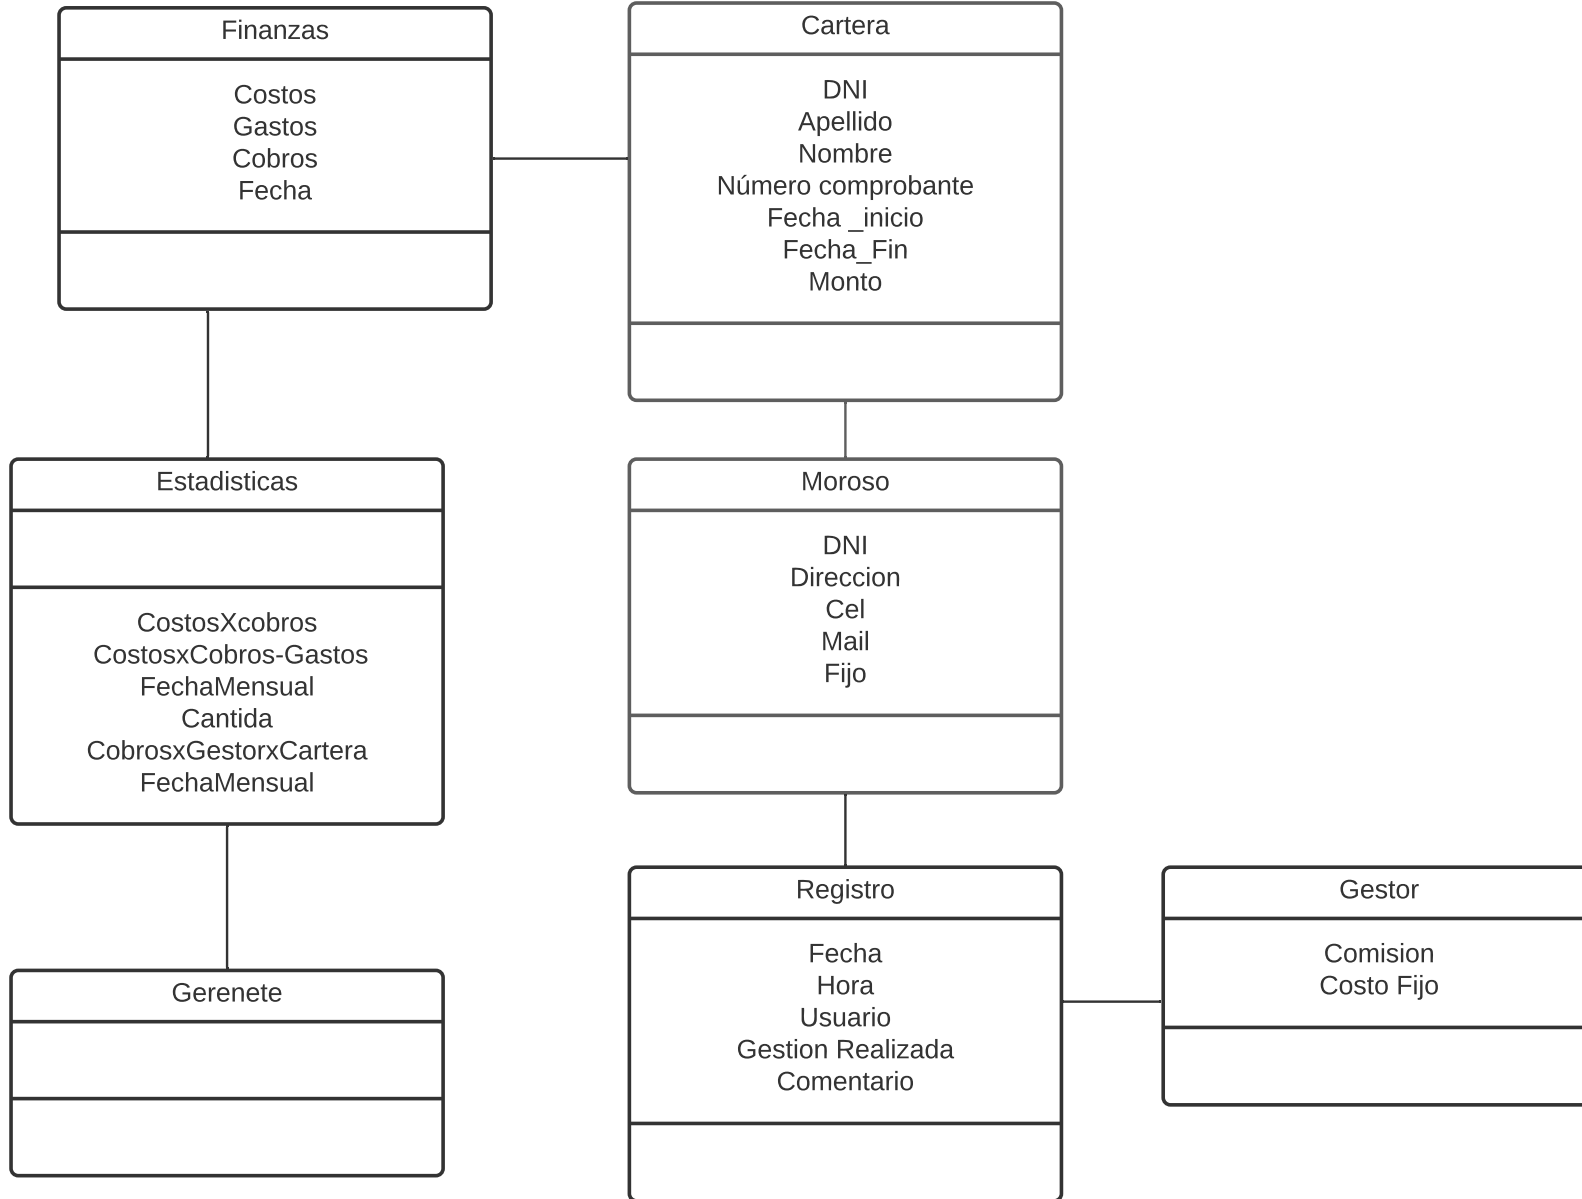 Finanzas
Costos
Gastos
Cobros
Fecha
Cartera
DNI
Apellido
Nombre
Número comprobante
Fecha _inicio
Fecha_Fin
Monto
Estadisticas
CostosXcobros
CostosxCobros-Gastos
FechaMensual
Cantida
CobrosxGestorxCartera
FechaMensual
Moroso
DNI
Direccion
Cel
Mail
Fijo
Gerenete
Registro
Fecha
Hora
Usuario
Gestion Realizada
Comentario
Gestor
Comision
Costo Fijo